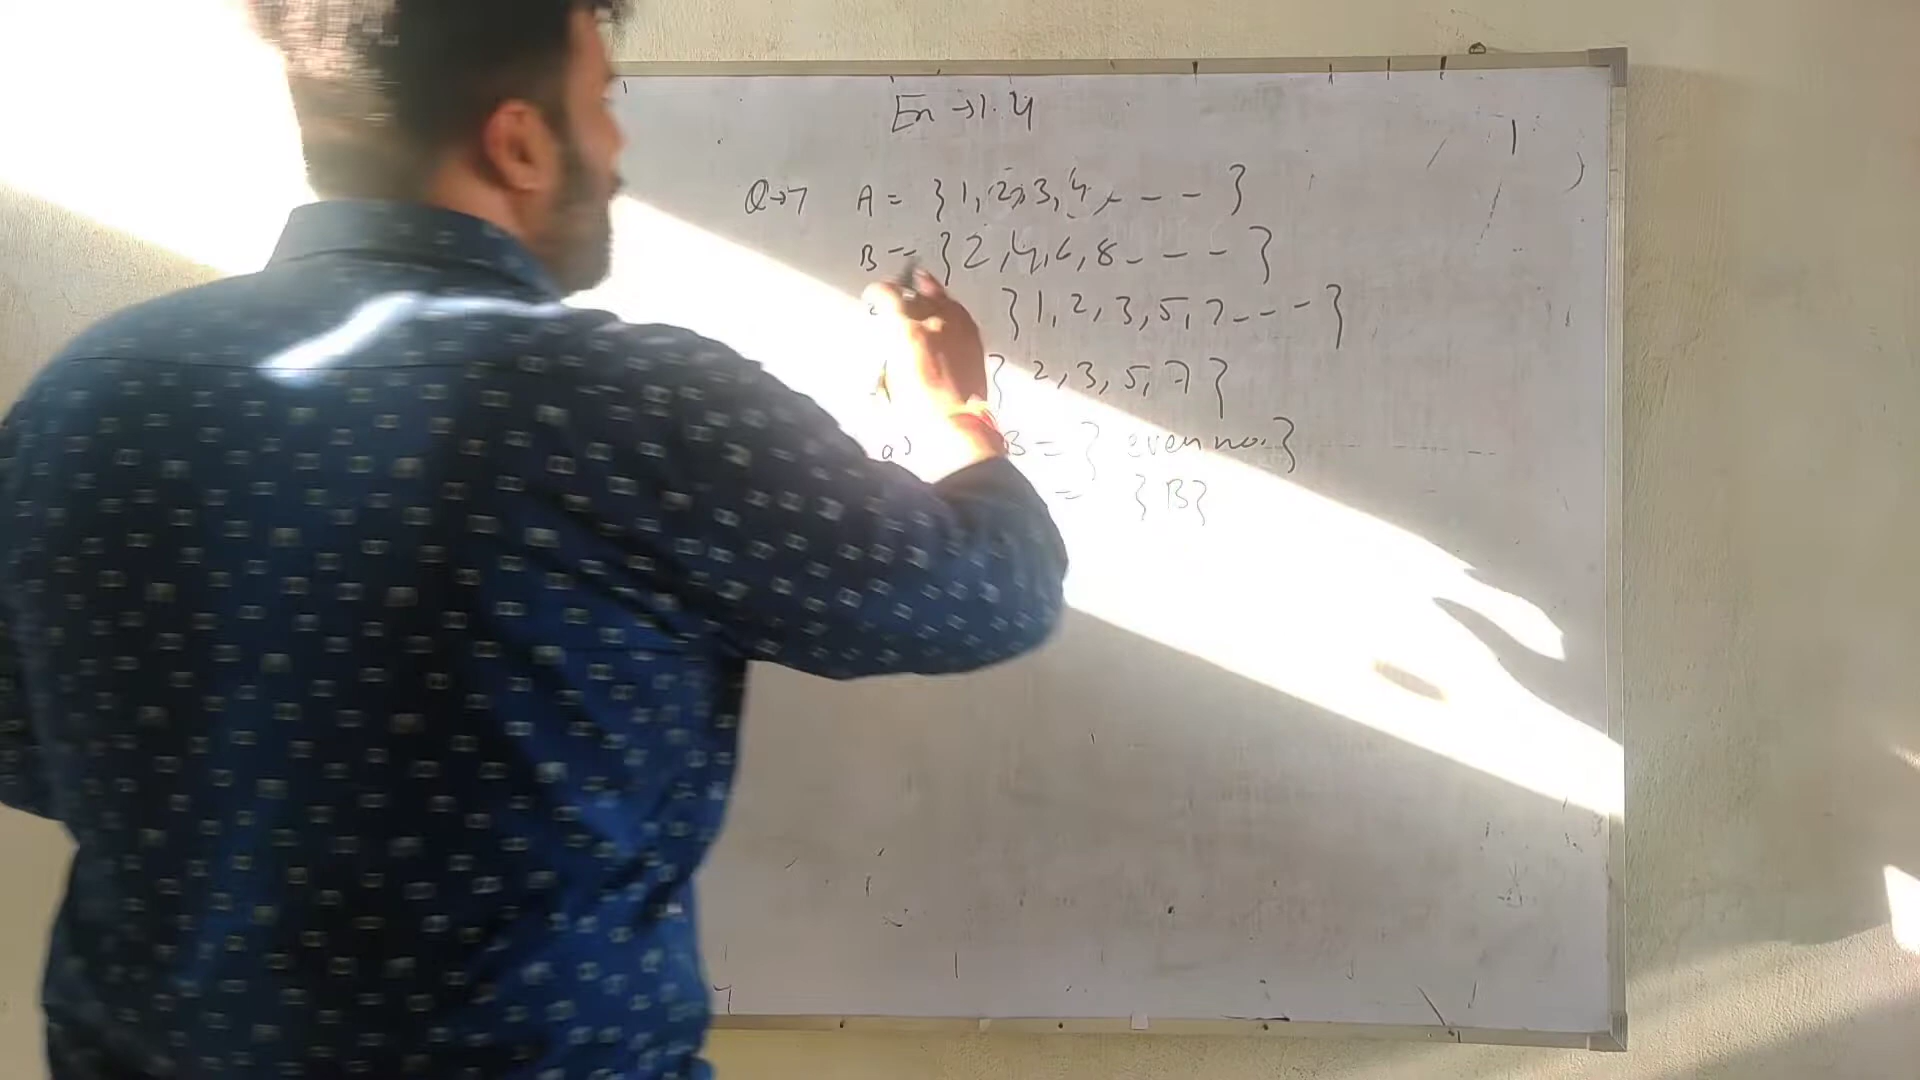 Ex → 1.4
Q→7 A = {1, 2, 3, 4, - - - }
B = {2, 4, 6, 8 - - - - }
{1, 2, 3, 5, 7 - - - }
{2, 3, 5, 7}
a) B = { even no. }
= {B}